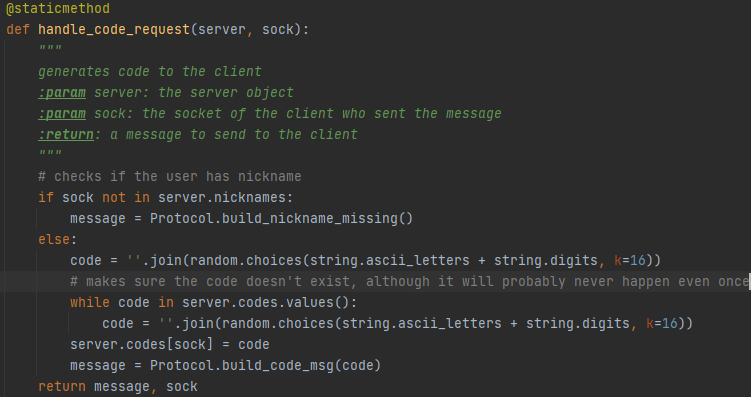 @staticmethod
def handle_code_request(server, sock):
    """
    generates code to the client
    :param server: the server object
    :param sock: the socket of the client who sent the message
    :return: a message to send to the client
    """
    # checks if the user has nickname
    if sock not in server.nicknames:
        message = Protocol.build_nickname_missing()
    else:
        code = ''.join(random.choices(string.ascii_letters + string.digits, k=16))
        # makes sure the code doesn't exist, although it will probably never happen even once
        while code in server.codes.values():
            code = ''.join(random.choices(string.ascii_letters + string.digits, k=16))
        server.codes[sock] = code
        message = Protocol.build_code_msg(code)
    return message, sock